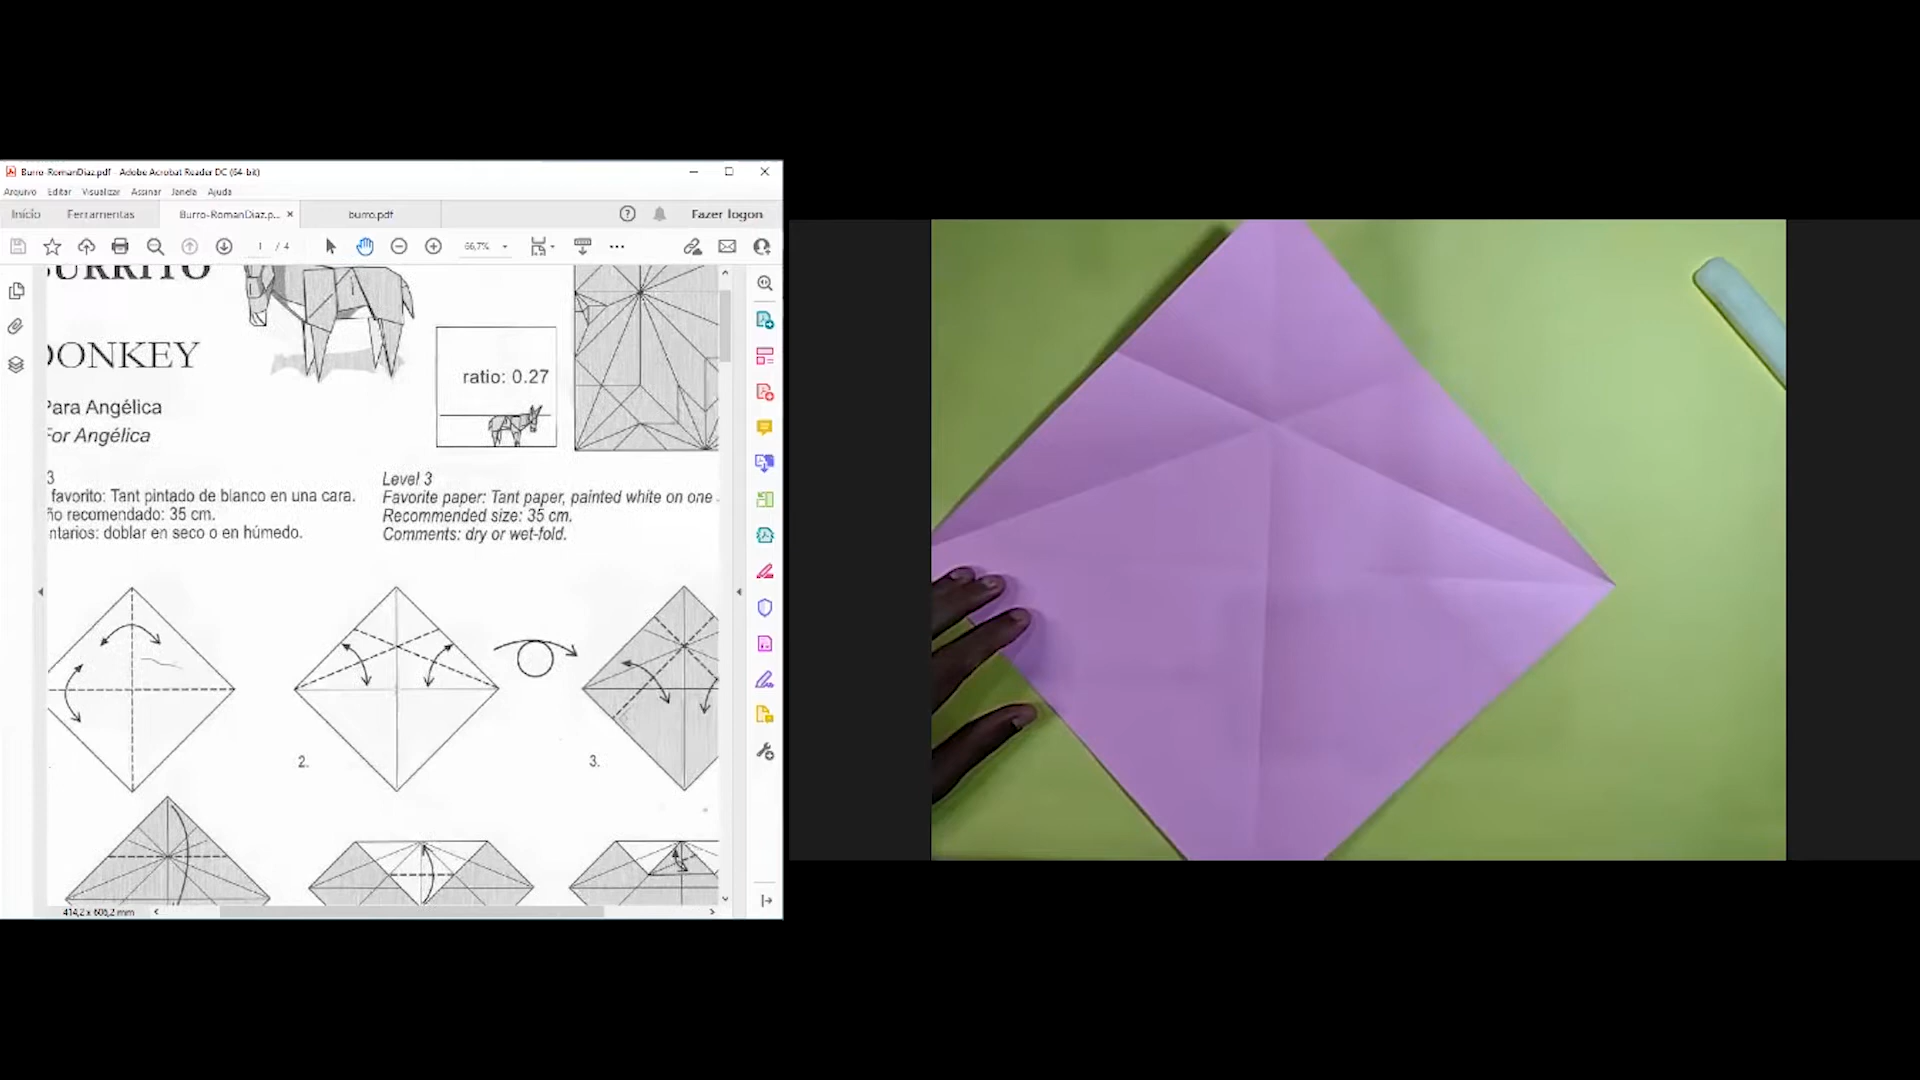 Burro-RomanDiaz.pdf - Adobe Acrobat Reader DC (64-bit)
Arquivo Editar Visualizar Assinar Janela Ajuda
Início Ferramentas Burro-RomanDiaz.p... × burro.pdf Fazer logon
1 / 4 66,7%
BURRITO
DONKEY
ratio: 0.27
Para Angélica
For Angélica
3
favorito: Tant pintado de blanco en una cara.
ño recomendado: 35 cm.
ntarios: doblar en seco o en húmedo.
Level 3
Favorite paper: Tant paper, painted white on one
Recommended size: 35 cm.
Comments: dry or wet-fold.
2.
3.
414,2 x 606,2 mm